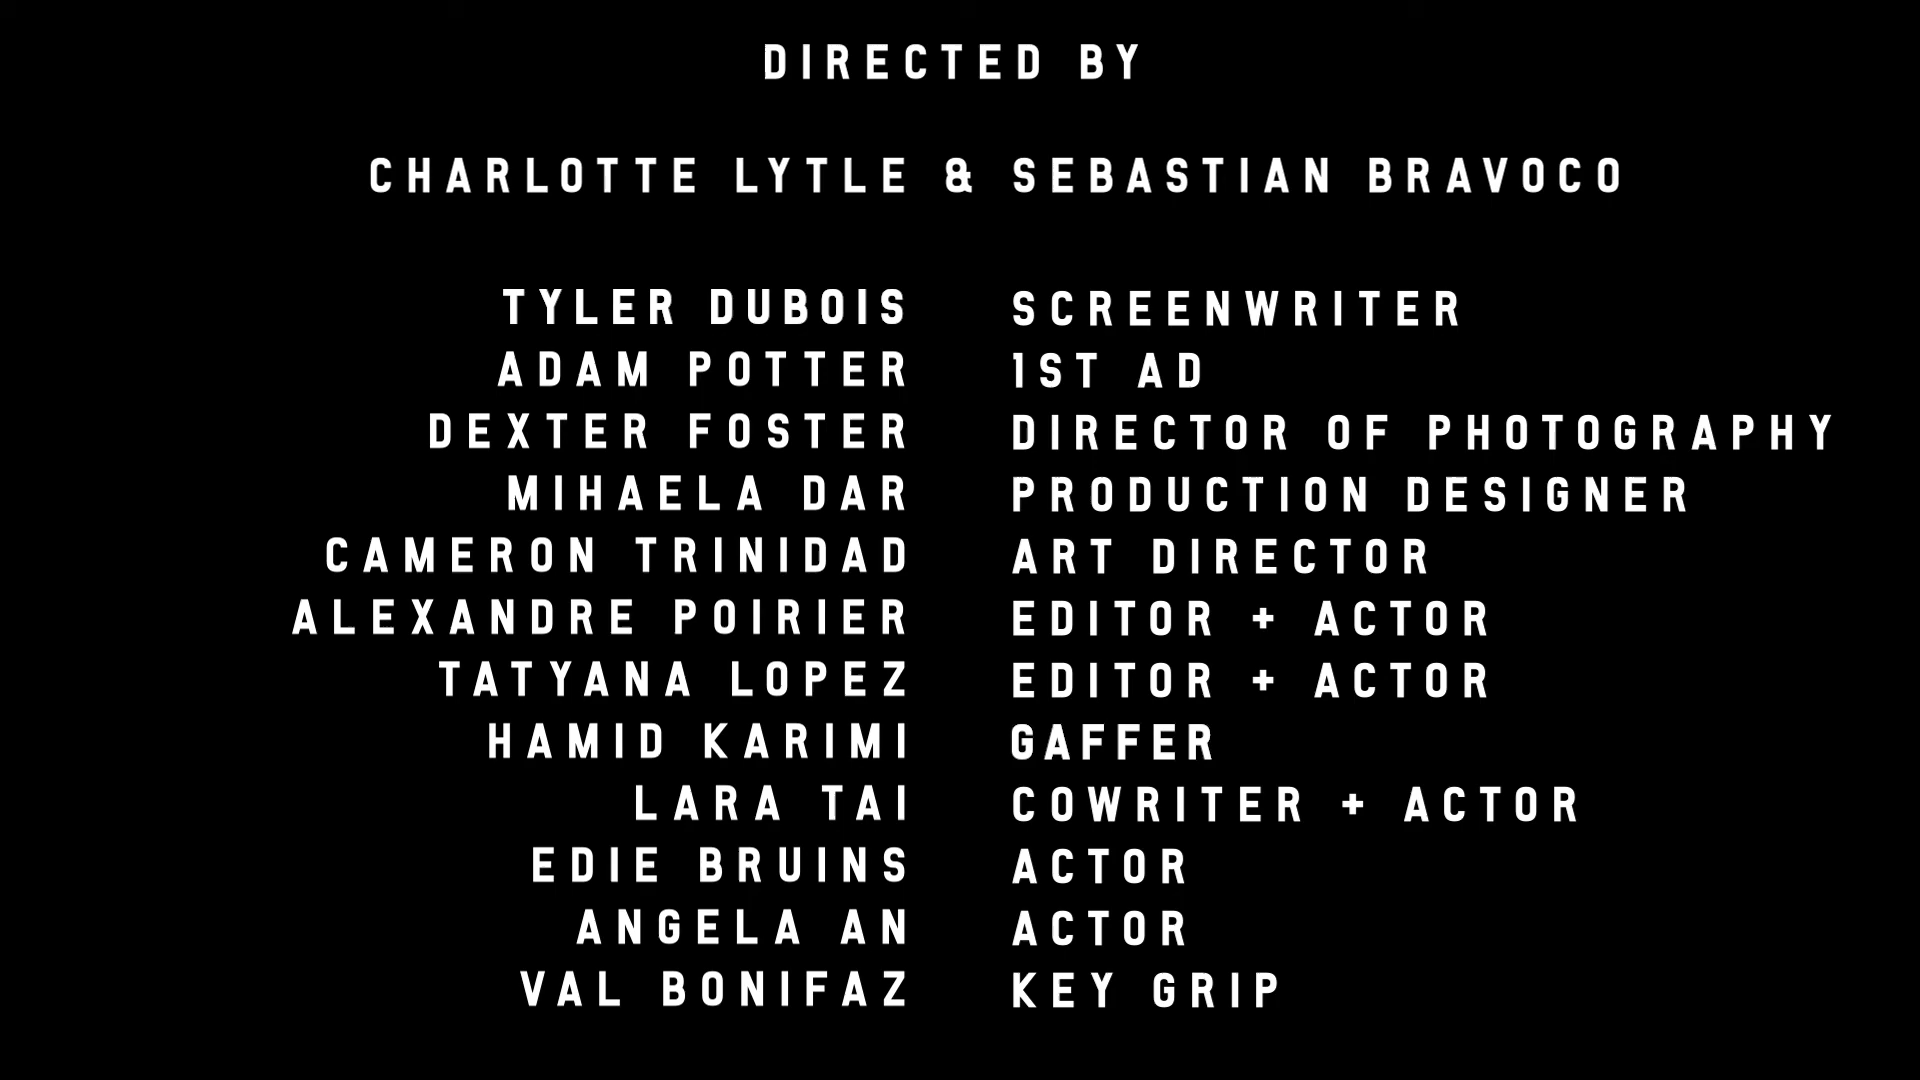 DIRECTED BY
CHARLOTTE LYTLE & SEBASTIAN BRAVOCO
TYLER DUBOIS SCREENWRITER
ADAM POTTER 1ST AD
DEXTER FOSTER DIRECTOR OF PHOTOGRAPHY
MIHAELA DAR PRODUCTION DESIGNER
CAMERON TRINIDAD ART DIRECTOR
ALEXANDRE POIRIER EDITOR + ACTOR
TATYANA LOPEZ EDITOR + ACTOR
HAMID KARIMI GAFFER
LARA TAI COWRITER + ACTOR
EDIE BRUINS ACTOR
ANGELA AN ACTOR
VAL BONIFAZ KEY GRIP